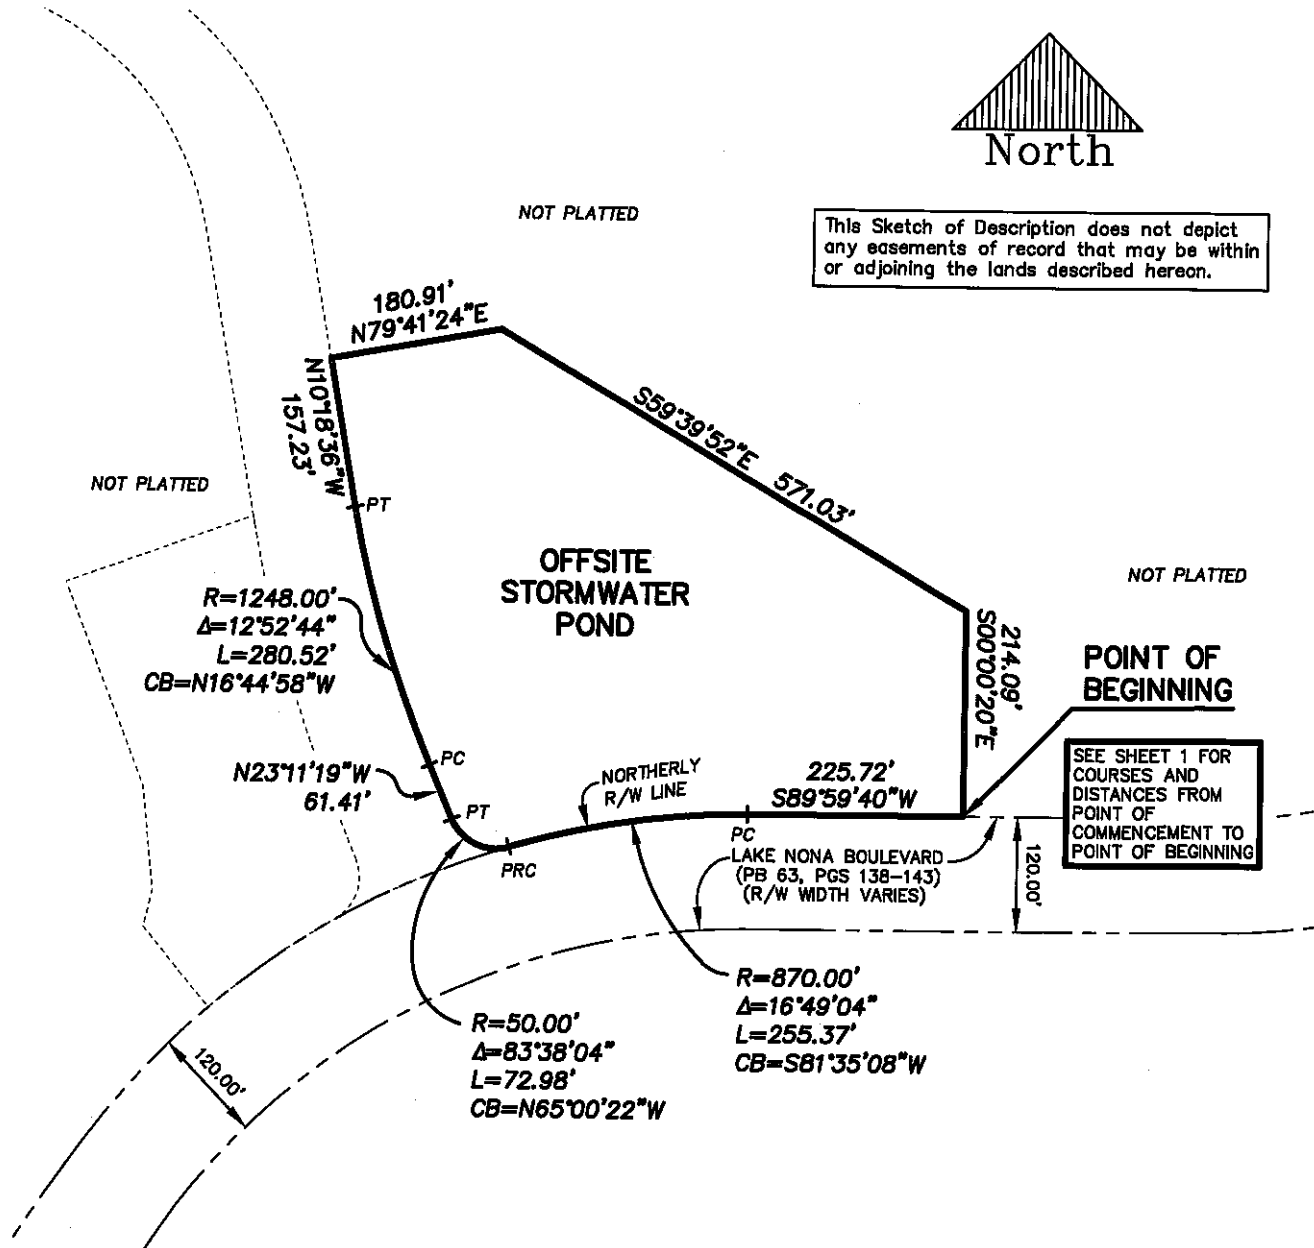 North
This Sketch of Description does not depict
any easements of record that may be within
or adjoining the lands described hereon.
NOT PLATTED
180.91'
N79°41'24"E
N10°18'36"W
157.23'
S59°39'52"E 571.03'
NOT PLATTED
PT
OFFSITE
STORMWATER
POND
NOT PLATTED
R=1248.00'
Δ=12°52'44"
L=280.52'
CB=N16°44'58"W
214.09'
S00°00'20"E
POINT OF
BEGINNING
SEE SHEET 1 FOR
COURSES AND
DISTANCES FROM
POINT OF
COMMENCEMENT TO
POINT OF BEGINNING
PC
N23°11'19"W
61.41'
PT
NORTHERLY
R/W LINE
225.72'
S89°59'40"W
PC
PRC
LAKE NONA BOULEVARD
(PB 63, PGS 138-143)
(R/W WIDTH VARIES)
120.00'
R=870.00'
Δ=16°49'04"
L=255.37'
CB=S81°35'08"W
R=50.00'
Δ=83°38'04"
L=72.98'
CB=N65°00'22"W
120.00'